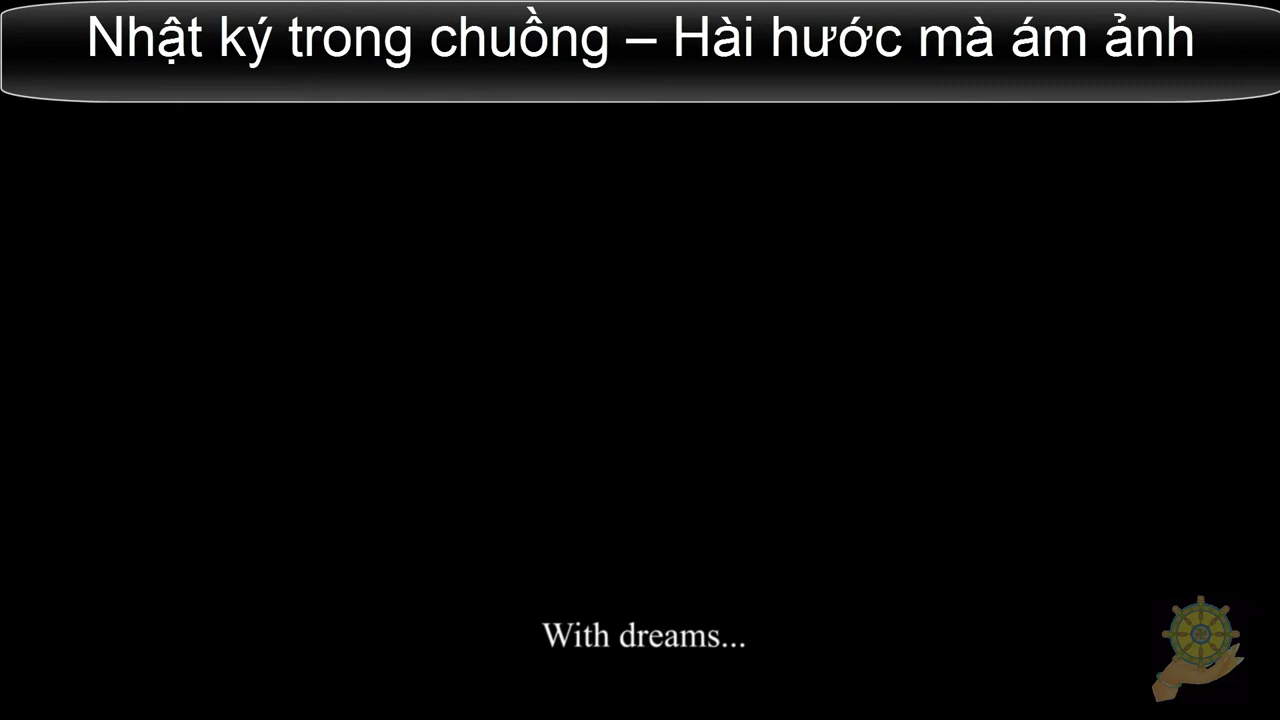 Nhật ký trong chuồng – Hài hước mà ám ảnh
With dreams...